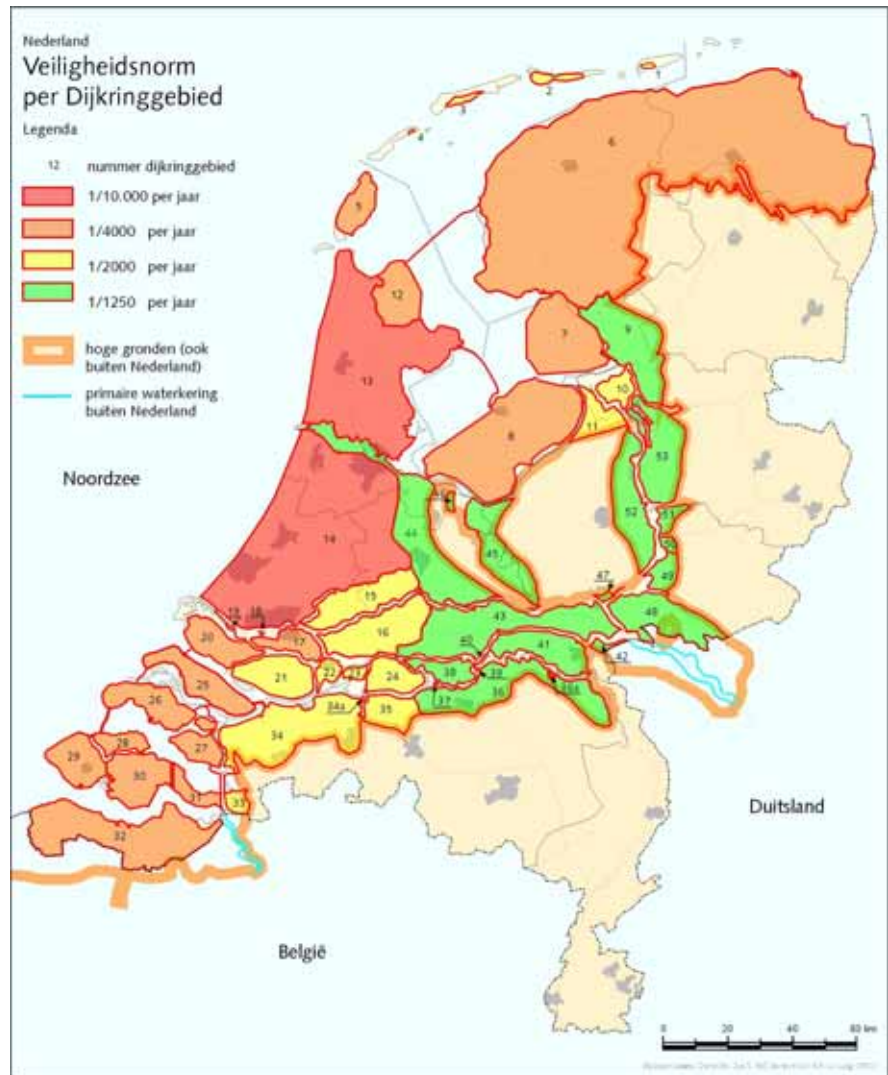 Nederland
Veiligheidsnorm
per Dijkringgebied
Legenda
12 nummer dijkringgebied
1/10.000 per jaar
1/4000 per jaar
1/2000 per jaar
1/1250 per jaar
hoge gronden (ook
buiten Nederland)
primaire waterkering
buiten Nederland
Noordzee
Duitsland
België
1
2
3
4
5
6
12
7
9
13
10
11
8
53
52
51
14
44
45
47
49
15
48
43
16
20
17
40
41
42
21
22
23
24
38
39
25
26
37
36
34a
35
34
28
27
29
30
31
33
32
0 20 40 60 km